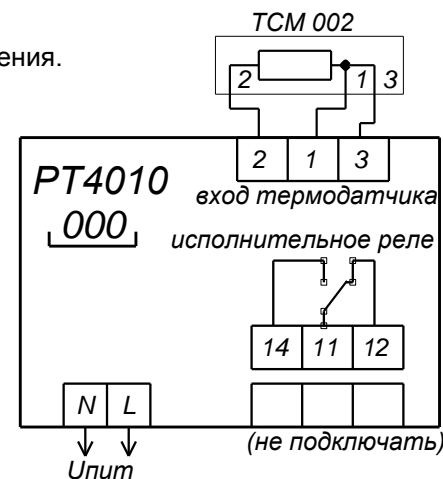 ТСМ 002
ения.
2 1 3
2 1 3
РТ4010
вход термодатчика
000
исполнительное реле
14 11 12
N L
(не подключать)
Uпит